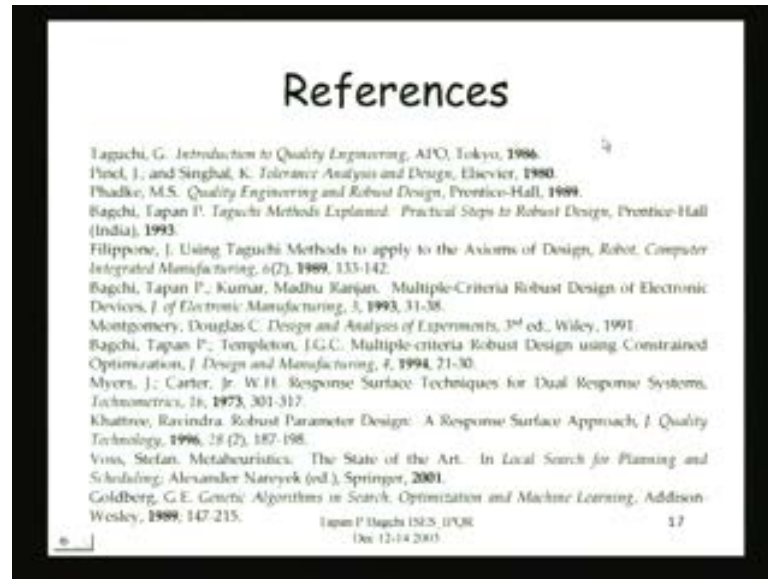 References
Taguchi, G. Introduction to Quality Engineering, APO, Tokyo, 1986.
Pinel, J.; and Singhal, K. Tolerance Analysis and Design, Elsevier, 1980.
Phadke, M.S. Quality Engineering and Robust Design, Prentice-Hall, 1989.
Bagchi, Tapan P. Taguchi Methods Explained: Practical Steps to Robust Design, Prentice-Hall
(India), 1993.
Filippone, J. Using Taguchi Methods to apply to the Axioms of Design, Robot. Computer
Integrated Manufacturing, 6(2), 1989, 133-142.
Bagchi, Tapan P.; Kumar, Madhu Ranjan. Multiple-Criteria Robust Design of Electronic
Devices, J. of Electronic Manufacturing, 3, 1993, 31-38.
Montgomery, Douglas C. Design and Analysis of Experiments, 3rd ed., Wiley, 1991.
Bagchi, Tapan P.; Templeton, J.G.C. Multiple-criteria Robust Design using Constrained
Optimization, J. Design and Manufacturing, 4, 1994, 21-30.
Myers, J.; Carter, Jr. W.H. Response Surface Techniques for Dual Response Systems,
Technometrics, 16, 1973, 301-317.
Khattree, Ravindra. Robust Parameter Design: A Response Surface Approach, J. Quality
Technology, 1996, 28 (2), 187-198.
Voss, Stefan. Metaheuristics: The State of the Art. In Local Search for Planning and
Scheduling; Alexander Nareyek (ed.), Springer, 2001.
Goldberg, G.E. Genetic Algorithms in Search, Optimization and Machine Learning, Addison-
Wesley, 1989, 147-215.
Tapan P Bagchi ISES_IPQR
Dec 12-14 2003
17